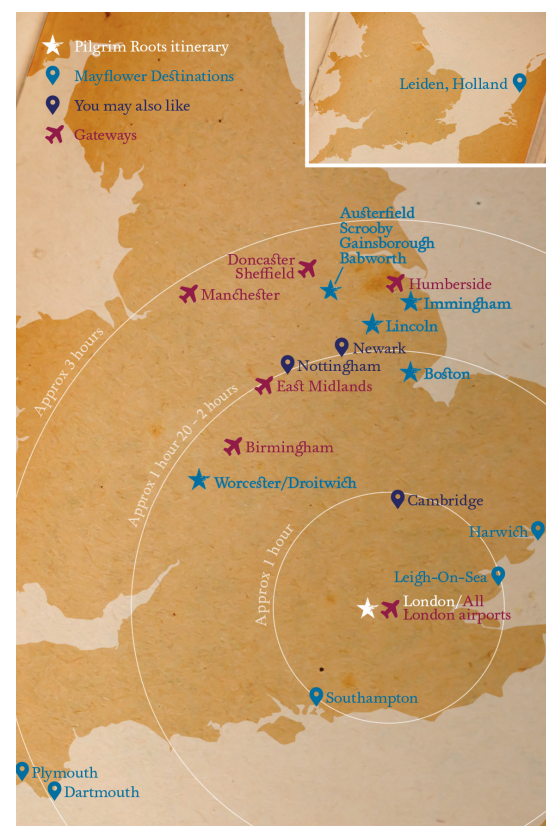 Pilgrim Roots itinerary
Mayflower Destinations
You may also like
Gateways
Leiden, Holland
Austerfield
Scrooby
Gainsborough
Babworth
Doncaster
Sheffield
Humberside
Manchester
Immingham
Lincoln
Newark
Approx 3 hours
Nottingham
Boston
East Midlands
Approx 1 hour 20 - 2 hours
Birmingham
Worcester/Droitwich
Cambridge
Harwich
Approx 1 hour
Leigh-On-Sea
London/All
London airports
Southampton
Plymouth
Dartmouth